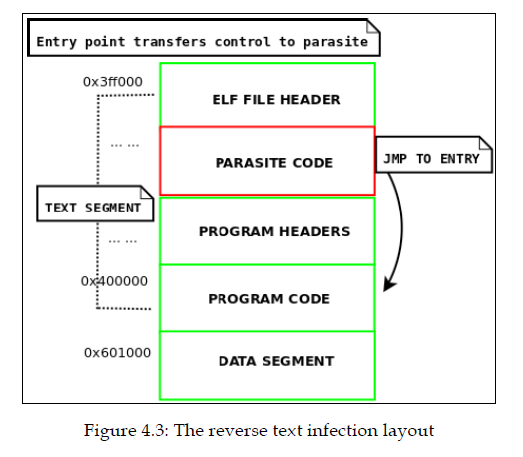 Entry point transfers control to parasite
0x3ff000
ELF FILE HEADER
... ...
PARASITE CODE
JMP TO ENTRY
TEXT SEGMENT
PROGRAM HEADERS
... ...
0x400000
PROGRAM CODE
0x601000
DATA SEGMENT
Figure 4.3: The reverse text infection layout